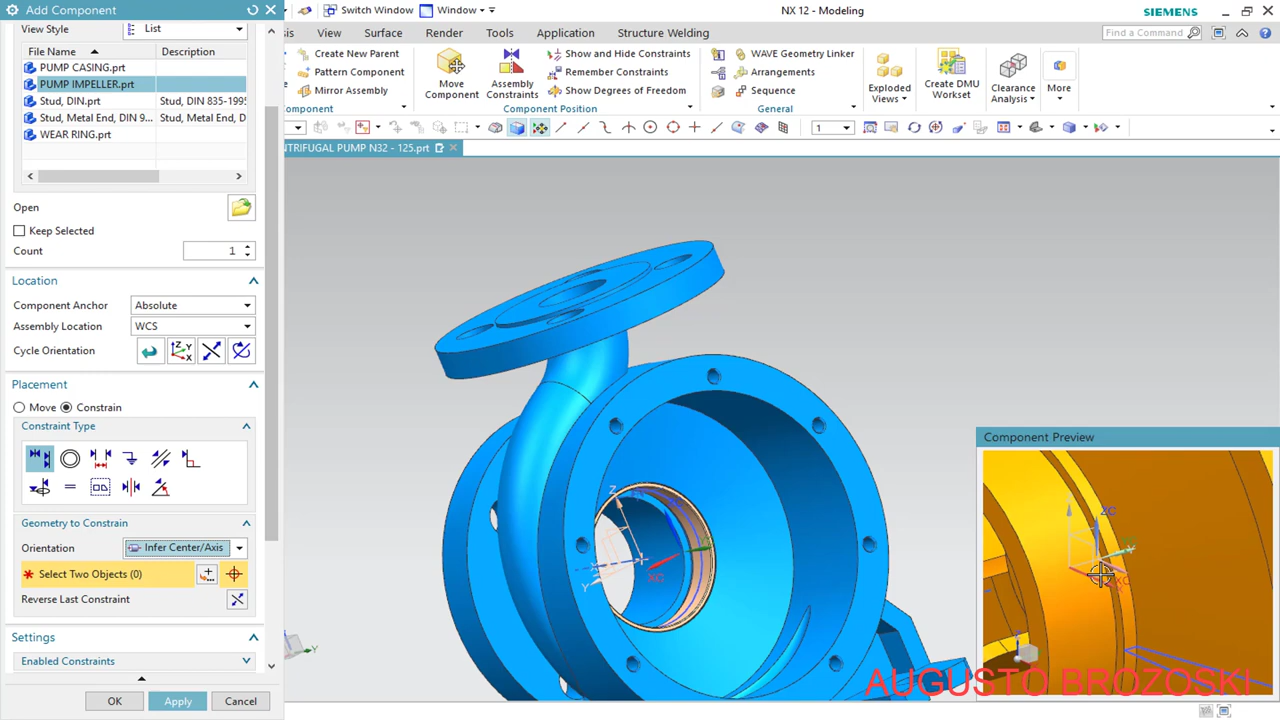 Add Component
Switch Window
Window
NX 12 - Modeling
SIEMENS
View
Surface
Render
Tools
Application
Structure Welding
Find a Command
View Style
List
File Name
Description
PUMP CASING.prt
PUMP IMPELLER.prt
Stud, DIN.prt
Stud, DIN 835-1995
Stud, Metal End, DIN 9...
Stud, Metal End, D
WEAR RING.prt
Create New Parent
Pattern Component
Mirror Assembly
Move Component
Assembly Constraints
Show and Hide Constraints
Remember Constraints
Show Degrees of Freedom
Component Position
WAVE Geometry Linker
Arrangements
Sequence
General
Exploded Views
Create DMU Workset
Clearance Analysis
More
1
NTRIFUGAL PUMP N32 - 125.prt
Open
Keep Selected
Count
1
Location
Component Anchor
Absolute
Assembly Location
WCS
Cycle Orientation
Placement
Move
Constrain
Constraint Type
Geometry to Constrain
Orientation
Infer Center/Axis
Select Two Objects (0)
Reverse Last Constraint
Settings
Enabled Constraints
OK
Apply
Cancel
Z
XC
Y
Y
Component Preview
ZC
AUGUSTO BROZOSKI